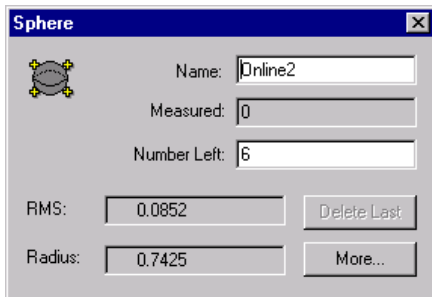 Sphere
Name: Online2
Measured: 0
Number Left: 6
RMS: 0.0852 Delete Last
Radius: 0.7425 More...